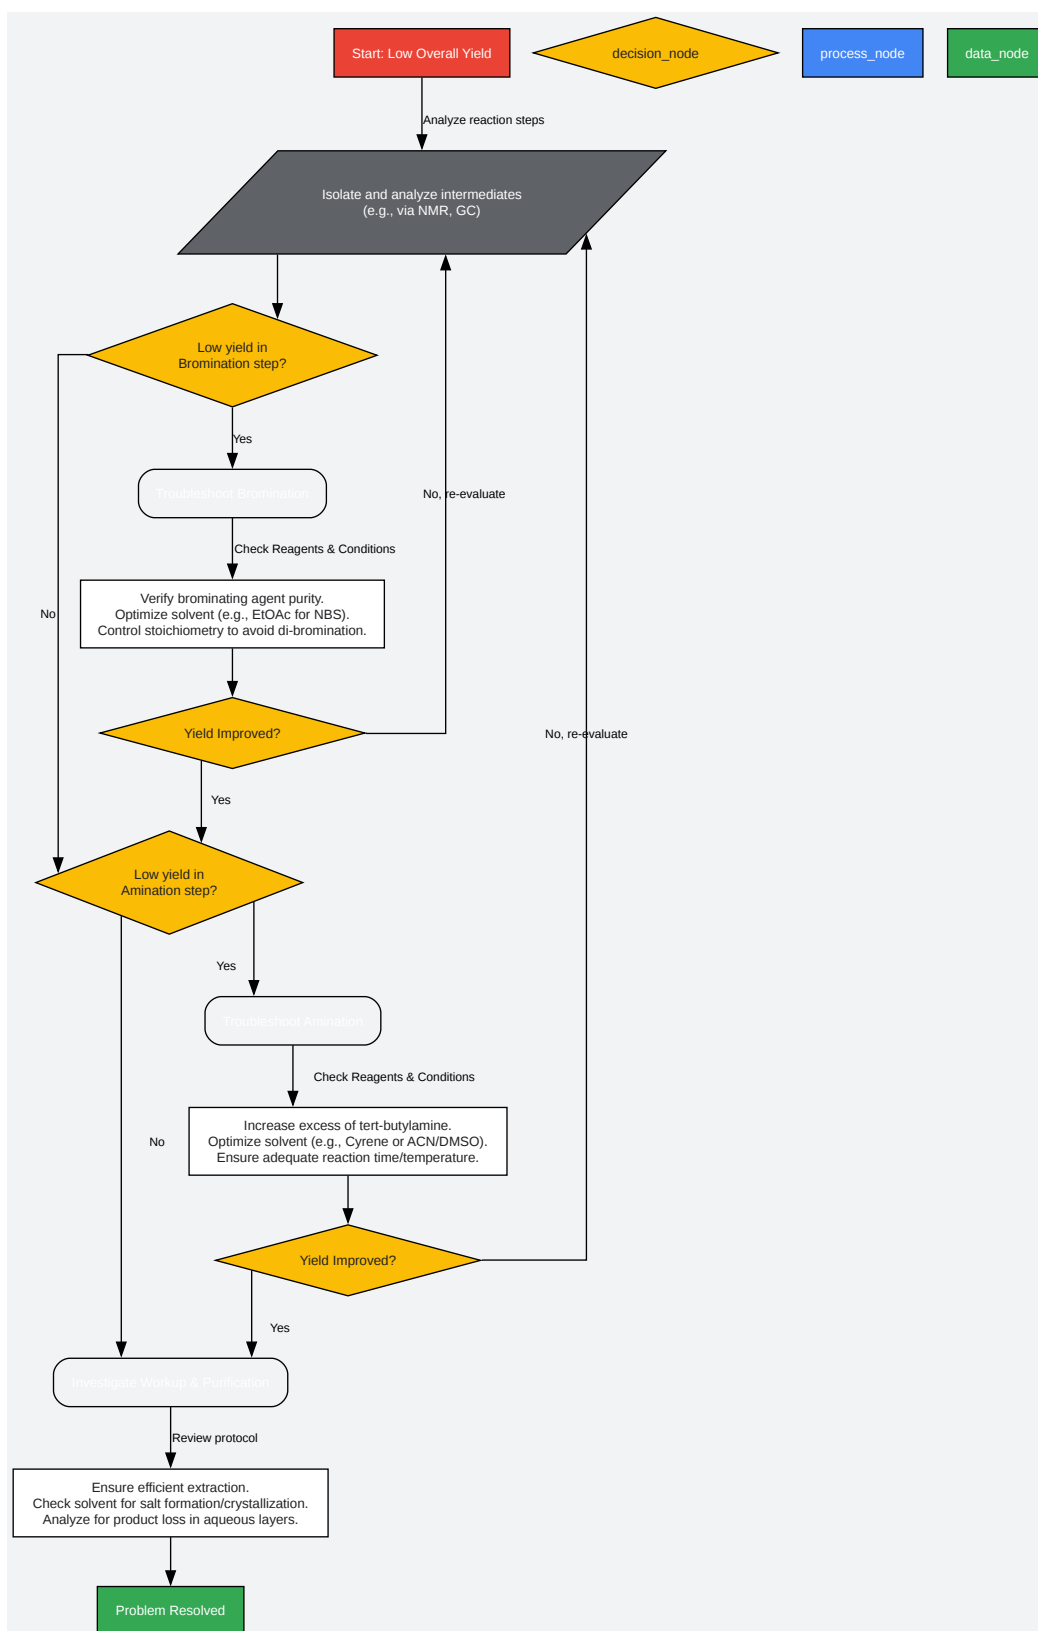 Start: Low Overall Yield
decision_node
process_node
data_node
Analyze reaction steps
Isolate and analyze intermediates
(e.g., via NMR, GC)
Low yield in
Bromination step?
Yes
Troubleshoot Bromination
No, re-evaluate
Check Reagents & Conditions
Verify brominating agent purity.
Optimize solvent (e.g., EtOAc for NBS).
Control stoichiometry to avoid di-bromination.
No
Yield Improved?
No, re-evaluate
Yes
Low yield in
Amination step?
Yes
Troubleshoot Amination
Check Reagents & Conditions
Increase excess of tert-butylamine.
Optimize solvent (e.g., Cyrene or ACN/DMSO).
Ensure adequate reaction time/temperature.
No
Yield Improved?
Yes
Investigate Workup & Purification
Review protocol
Ensure efficient extraction.
Check solvent for salt formation/crystallization.
Analyze for product loss in aqueous layers.
Problem Resolved